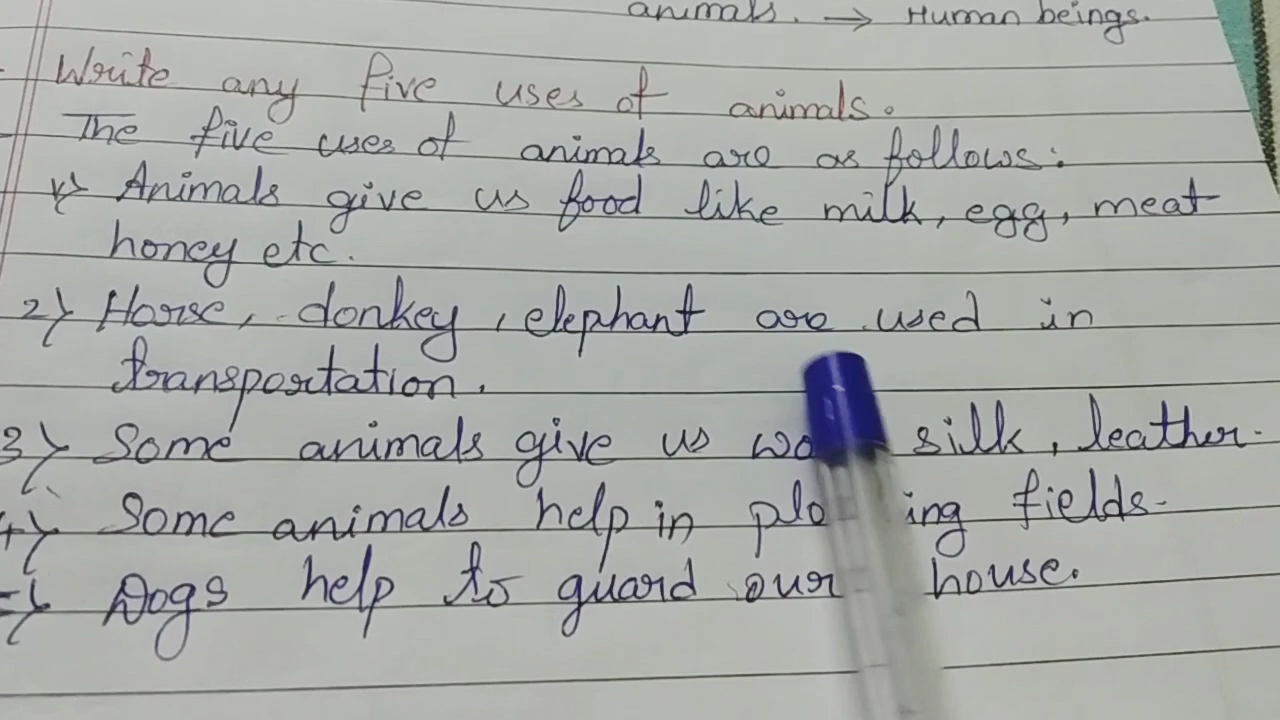 animals. → Human beings.
Write any five uses of animals.
The five uses of animals are as follows:
1) Animals give us food like milk, egg, meat
honey etc.
2) Horse, donkey, elephant are used in
transportation.
3) Some animals give us silk, leather.
4) Some animals help in fields.
5) Dogs help to guard our house.